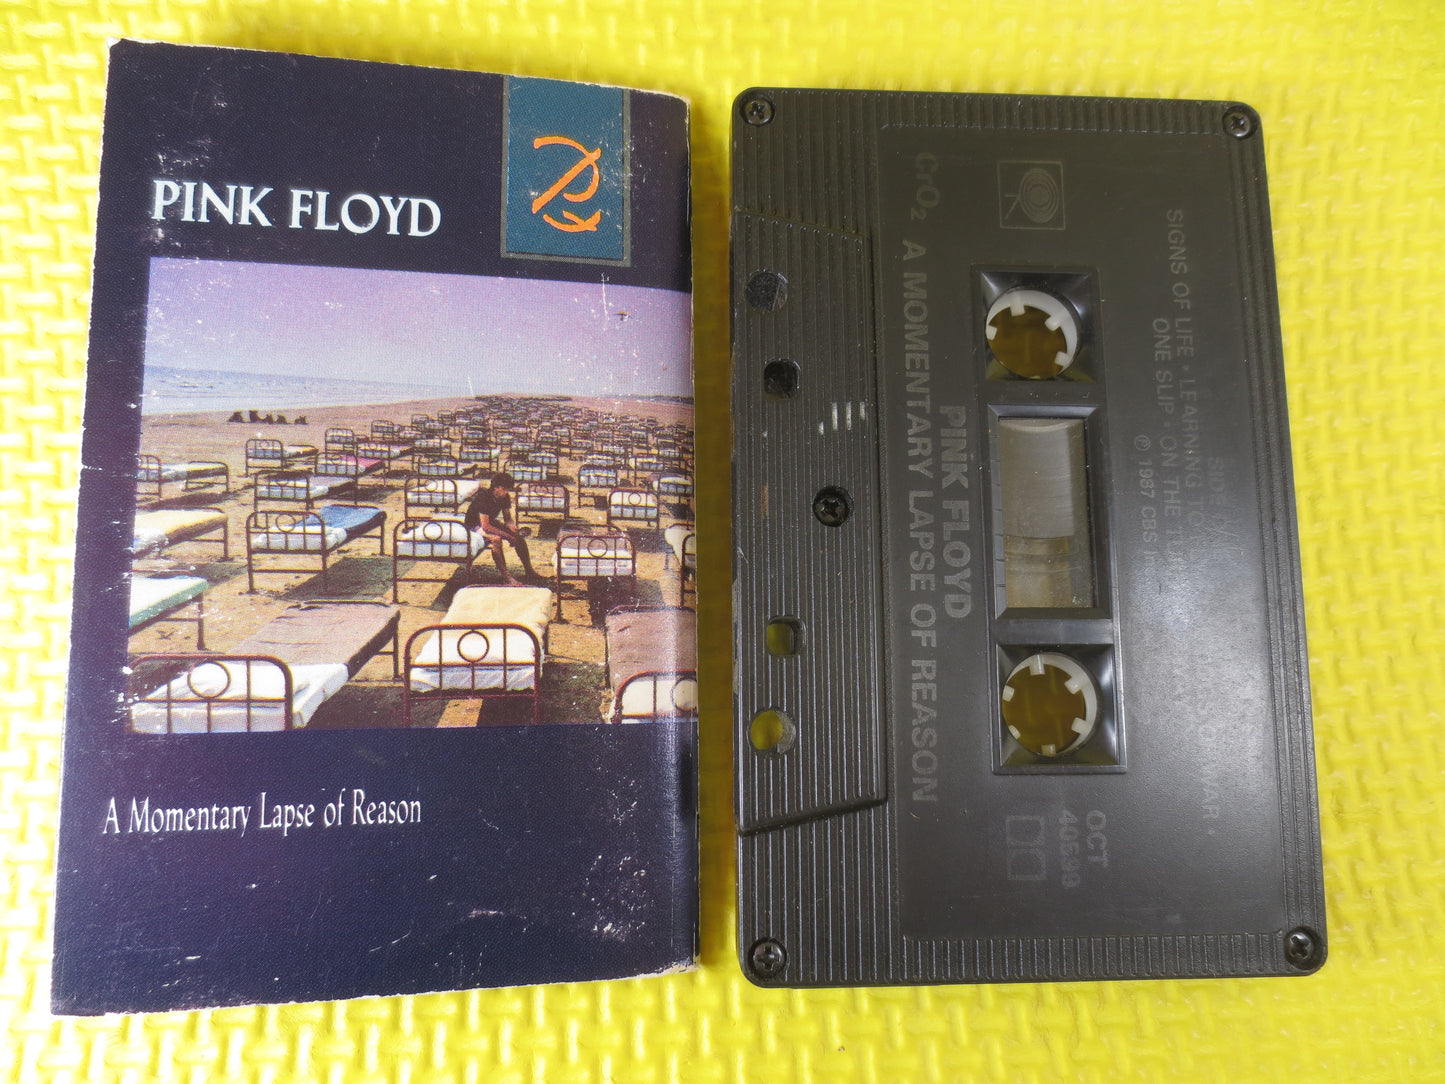 PINK FLOYD
A Momentary Lapse of Reason
SIGNS OF LIFE • LEARNING TO
WAR •
ONE SLIP • ON THE
℗ 1987 CBS
PINK FLOYD
CrO₂ A MOMENTARY LAPSE OF REASON
OCT
40599